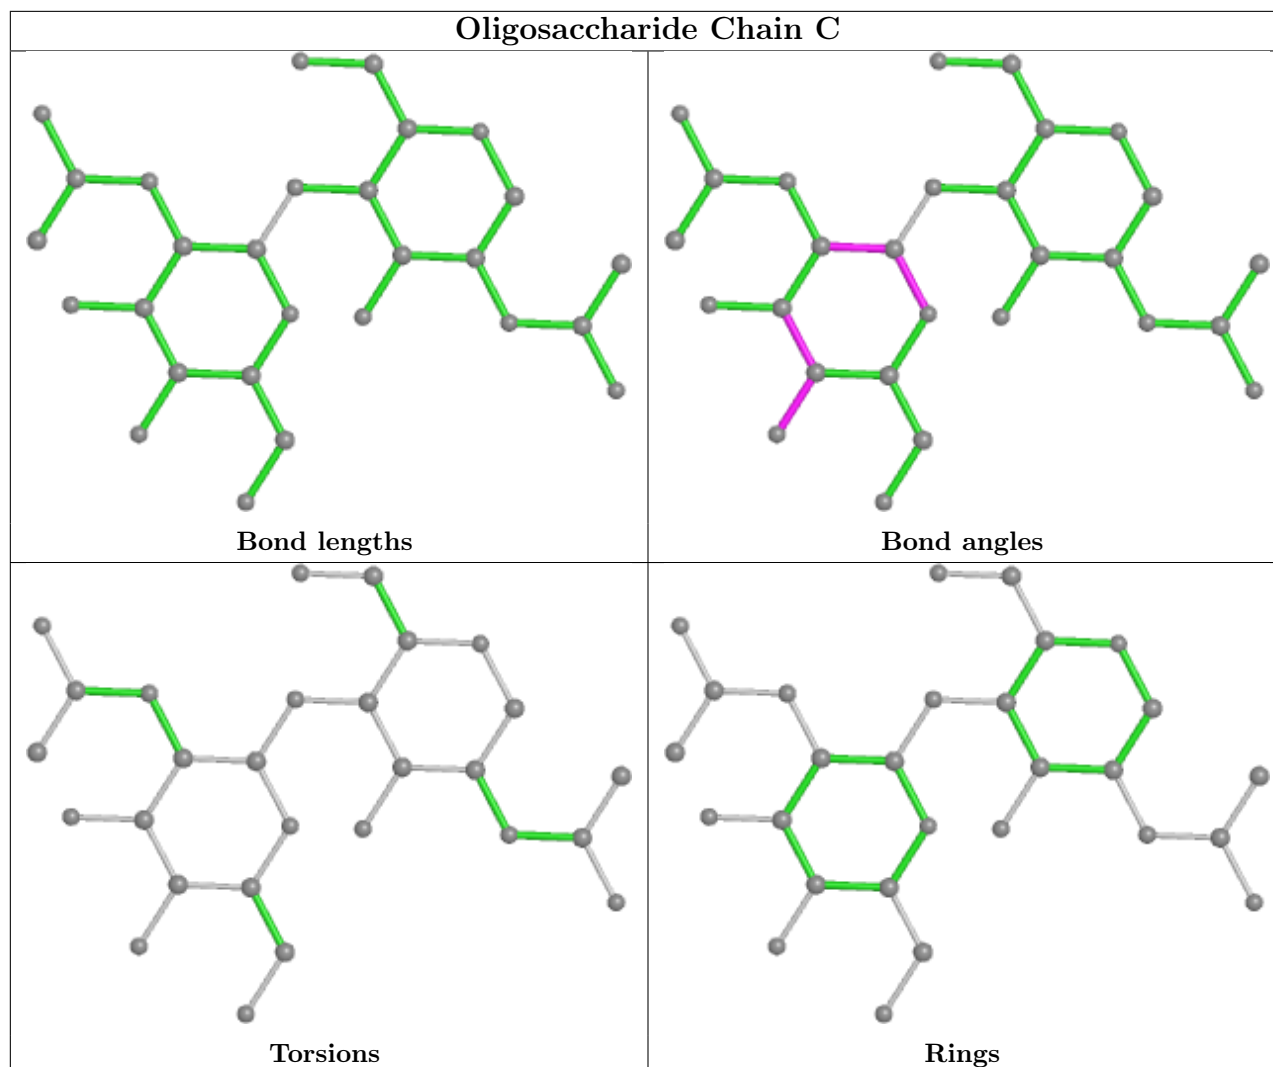 Oligosaccharide Chain C
Bond lengths
Bond angles
Torsions
Rings